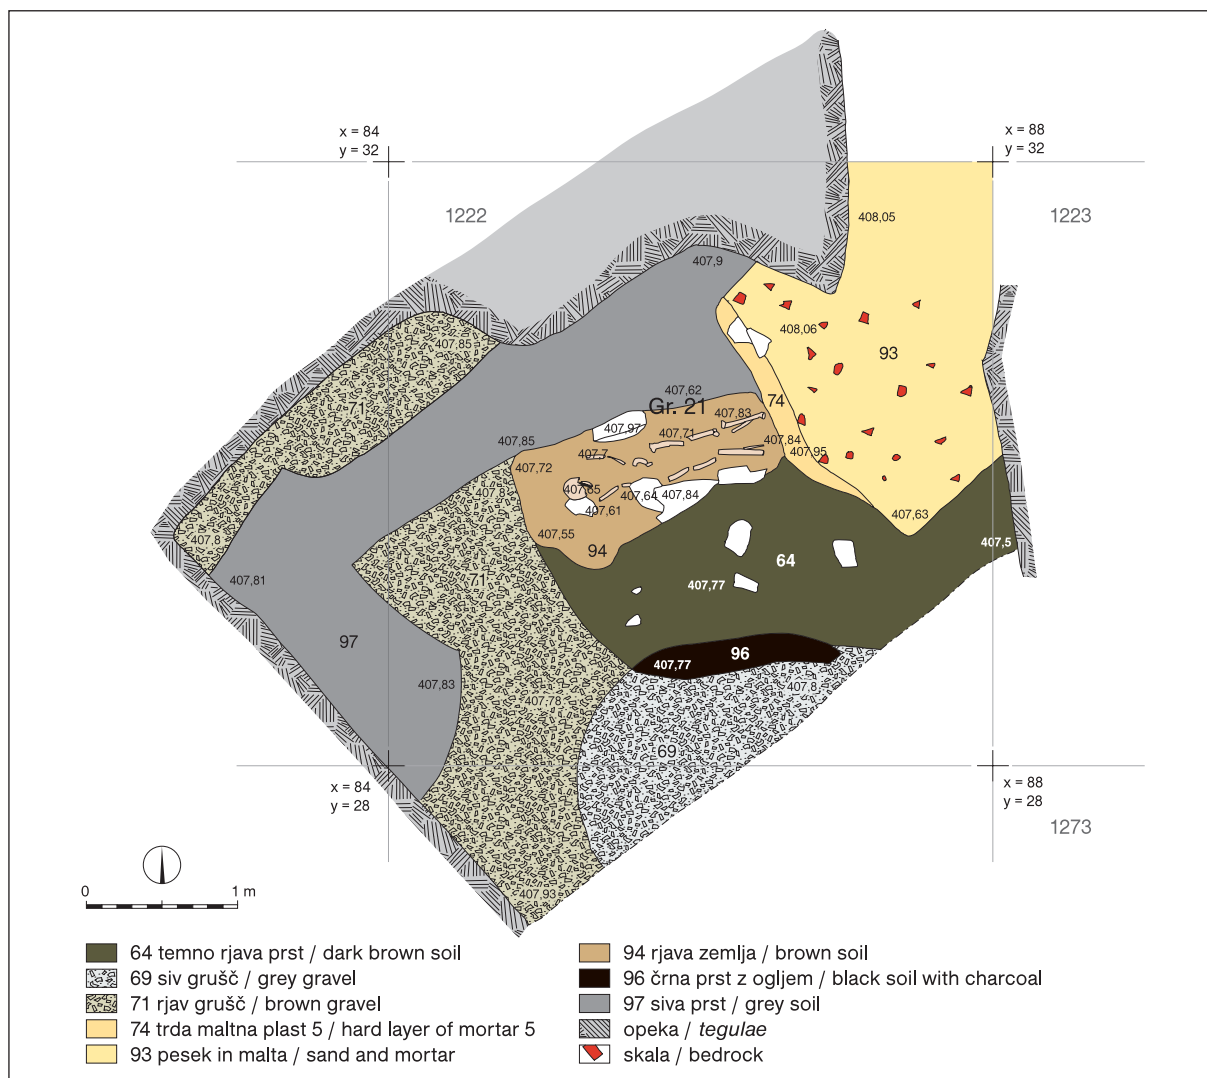 x = 84
y = 32
x = 88
y = 32
1222
408,05
1223
407,9
408,06
407,85
93
407,62
74
71
Gr. 21
407,83
407,97
407,71
407,84
407,85
407,95
407,7
407,72
407,8
407,65
407,64
407,84
407,61
407,63
407,55
94
407,8
407,5
64
407,81
71
407,77
97
96
407,77
407,83
407,8
407,78
69
x = 84
y = 28
x = 88
y = 28
1273
407,93
0 1 m
64 temno rjava prst / dark brown soil
69 siv grušč / grey gravel
71 rjav grušč / brown gravel
74 trda maltna plast 5 / hard layer of mortar 5
93 pesek in malta / sand and mortar
94 rjava zemlja / brown soil
96 črna prst z ogljem / black soil with charcoal
97 siva prst / grey soil
opeka / tegulae
skala / bedrock